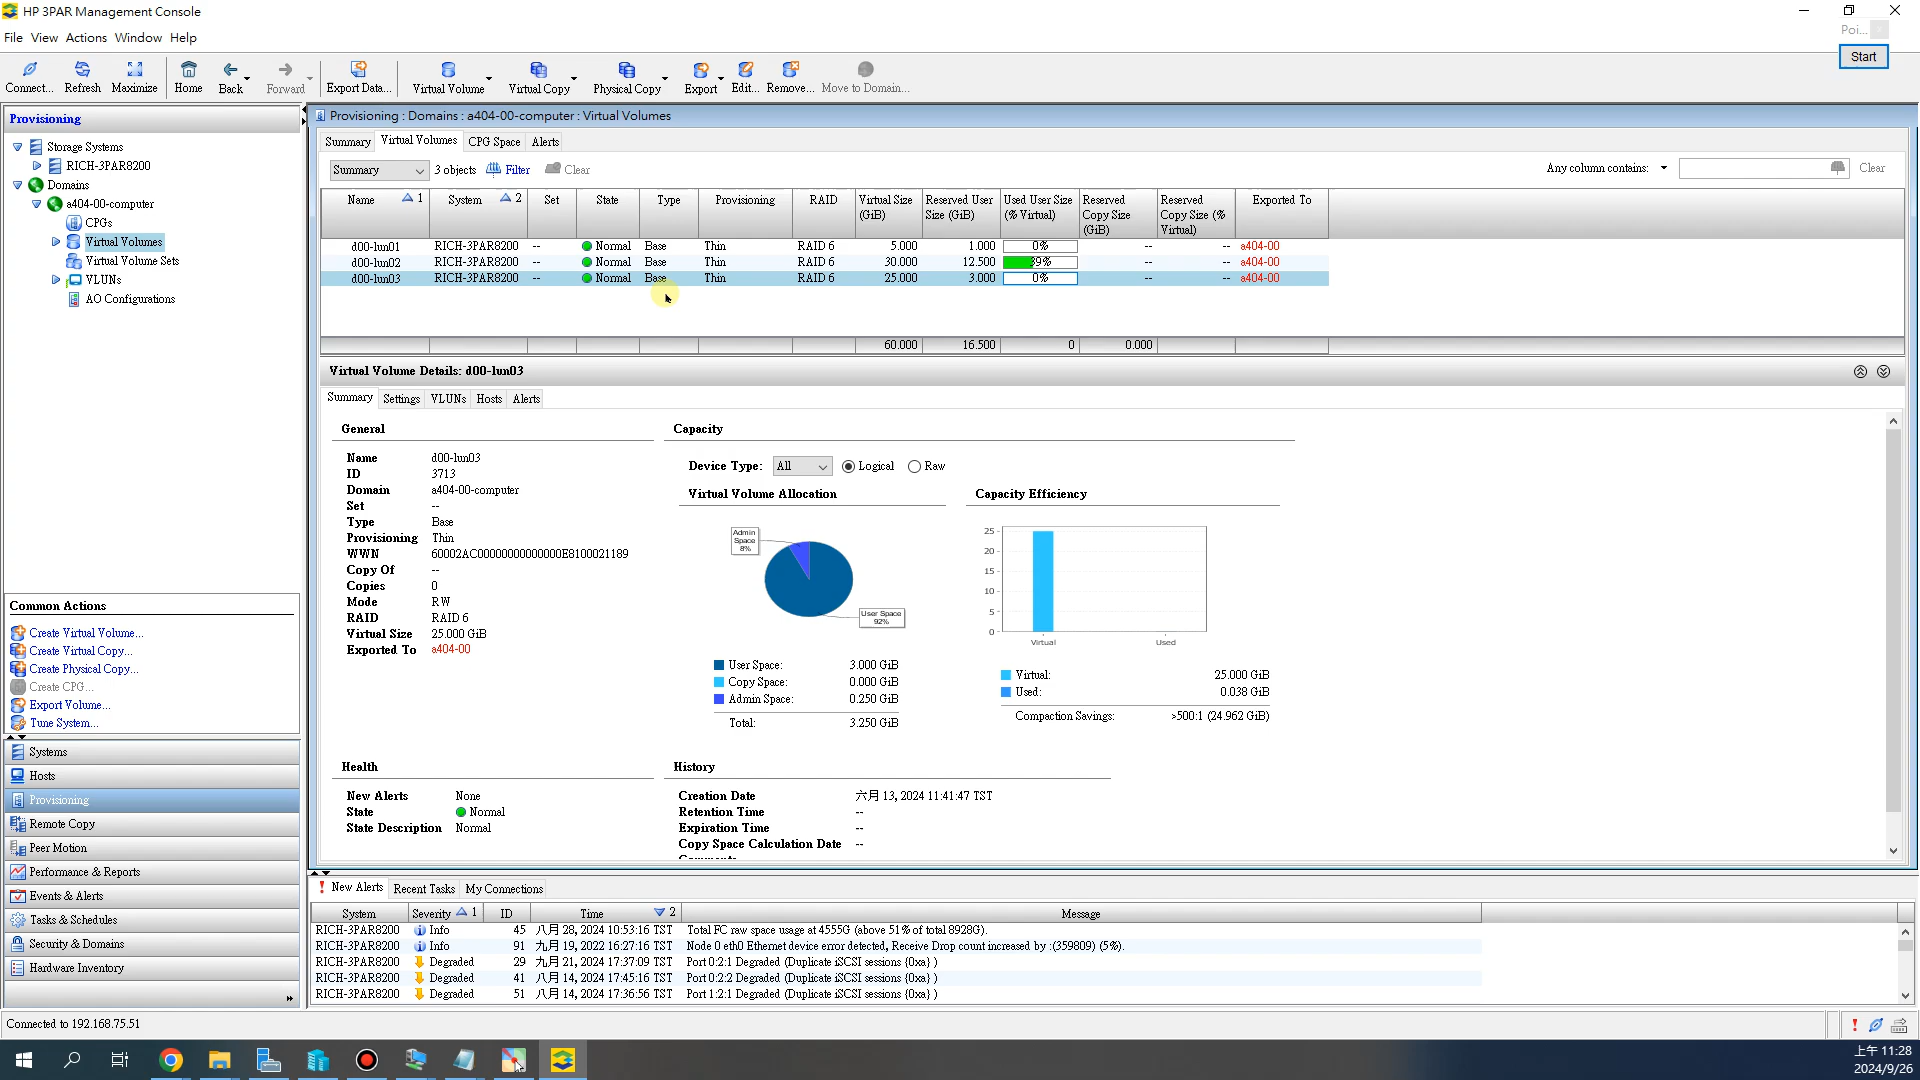 HP 3PAR Management Console
File View Actions Window Help
Poi...
Start
Connect... Refresh Maximize Home Back Forward Export Data... Virtual Volume Virtual Copy Physical Copy Export Edit... Remove... Move to Domain...
Provisioning
Storage Systems
RICH-3PAR8200
Domains
a404-00-computer
CPGs
Virtual Volumes
Virtual Volume Sets
VLUNs
AO Configurations
Common Actions
Create Virtual Volume...
Create Virtual Copy...
Create Physical Copy...
Create CPG...
Export Volume...
Tune System...
Systems
Hosts
Provisioning
Remote Copy
Peer Motion
Performance & Reports
Events & Alerts
Tasks & Schedules
Security & Domains
Hardware Inventory
»
Provisioning : Domains : a404-00-computer : Virtual Volumes
Summary Virtual Volumes CPG Space Alerts
Summary 3 objects Filter Clear Any column contains: Clear
Name 1 System 2 Set State Type Provisioning RAID Virtual Size (GiB) Reserved User Size (GiB) Used User Size (% Virtual) Reserved Copy Size (GiB) Reserved Copy Size (% Virtual) Exported To
d00-lun01 RICH-3PAR8200 -- Normal Base Thin RAID 6 5.000 1.000 0% -- -- a404-00
d00-lun02 RICH-3PAR8200 -- Normal Base Thin RAID 6 30.000 12.500 39% -- -- a404-00
d00-lun03 RICH-3PAR8200 -- Normal Base Thin RAID 6 25.000 3.000 0% -- -- a404-00
60.000 16.500 0 0.000
Virtual Volume Details: d00-lun03
Summary Settings VLUNs Hosts Alerts
General
Name d00-lun03
ID 3713
Domain a404-00-computer
Set --
Type Base
Provisioning Thin
WWN 60002AC00000000000000E8100021189
Copy Of --
Copies 0
Mode RW
RAID RAID 6
Virtual Size 25.000 GiB
Exported To a404-00
Capacity
Device Type: All Logical Raw
Virtual Volume Allocation
Admin Space 8%
User Space 92%
User Space: 3.000 GiB
Copy Space: 0.000 GiB
Admin Space: 0.250 GiB
Total: 3.250 GiB
Capacity Efficiency
25
20
15
10
5
0
Virtual Used
Virtual: 25.000 GiB
Used: 0.038 GiB
Compaction Savings: >500:1 (24.962 GiB)
Health
New Alerts None
State Normal
State Description Normal
History
Creation Date 六月 13, 2024 11:41:47 TST
Retention Time --
Expiration Time --
Copy Space Calculation Date --
New Alerts Recent Tasks My Connections
System Severity 1 ID Time 2 Message
RICH-3PAR8200 Info 45 八月 28, 2024 10:53:16 TST Total FC raw space usage at 4555G (above 51% of total 8928G).
RICH-3PAR8200 Info 91 九月 19, 2022 16:27:16 TST Node 0 eth0 Ethernet device error detected, Receive Drop count increased by :(359809) (5%).
RICH-3PAR8200 Degraded 29 九月 21, 2024 17:37:09 TST Port 0:2:1 Degraded (Duplicate iSCSI sessions {0xa} )
RICH-3PAR8200 Degraded 41 八月 14, 2024 17:45:16 TST Port 0:2:2 Degraded (Duplicate iSCSI sessions {0xa} )
RICH-3PAR8200 Degraded 51 八月 14, 2024 17:36:56 TST Port 1:2:1 Degraded (Duplicate iSCSI sessions {0xa} )
Connected to 192.168.75.51
上午 11:28
2024/9/26